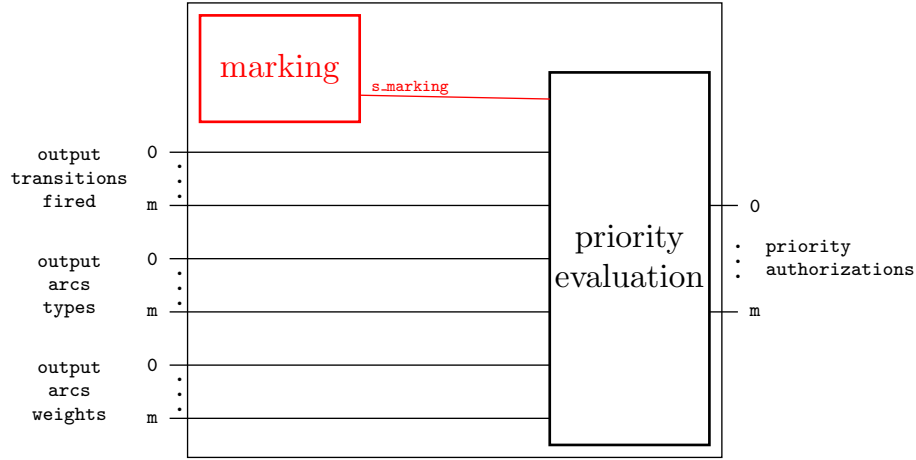 marking
s_marking
output
transitions
fired
0
m
output
arcs
types
0
m
output
arcs
weights
0
m
priority
evaluation
0
m
priority
authorizations